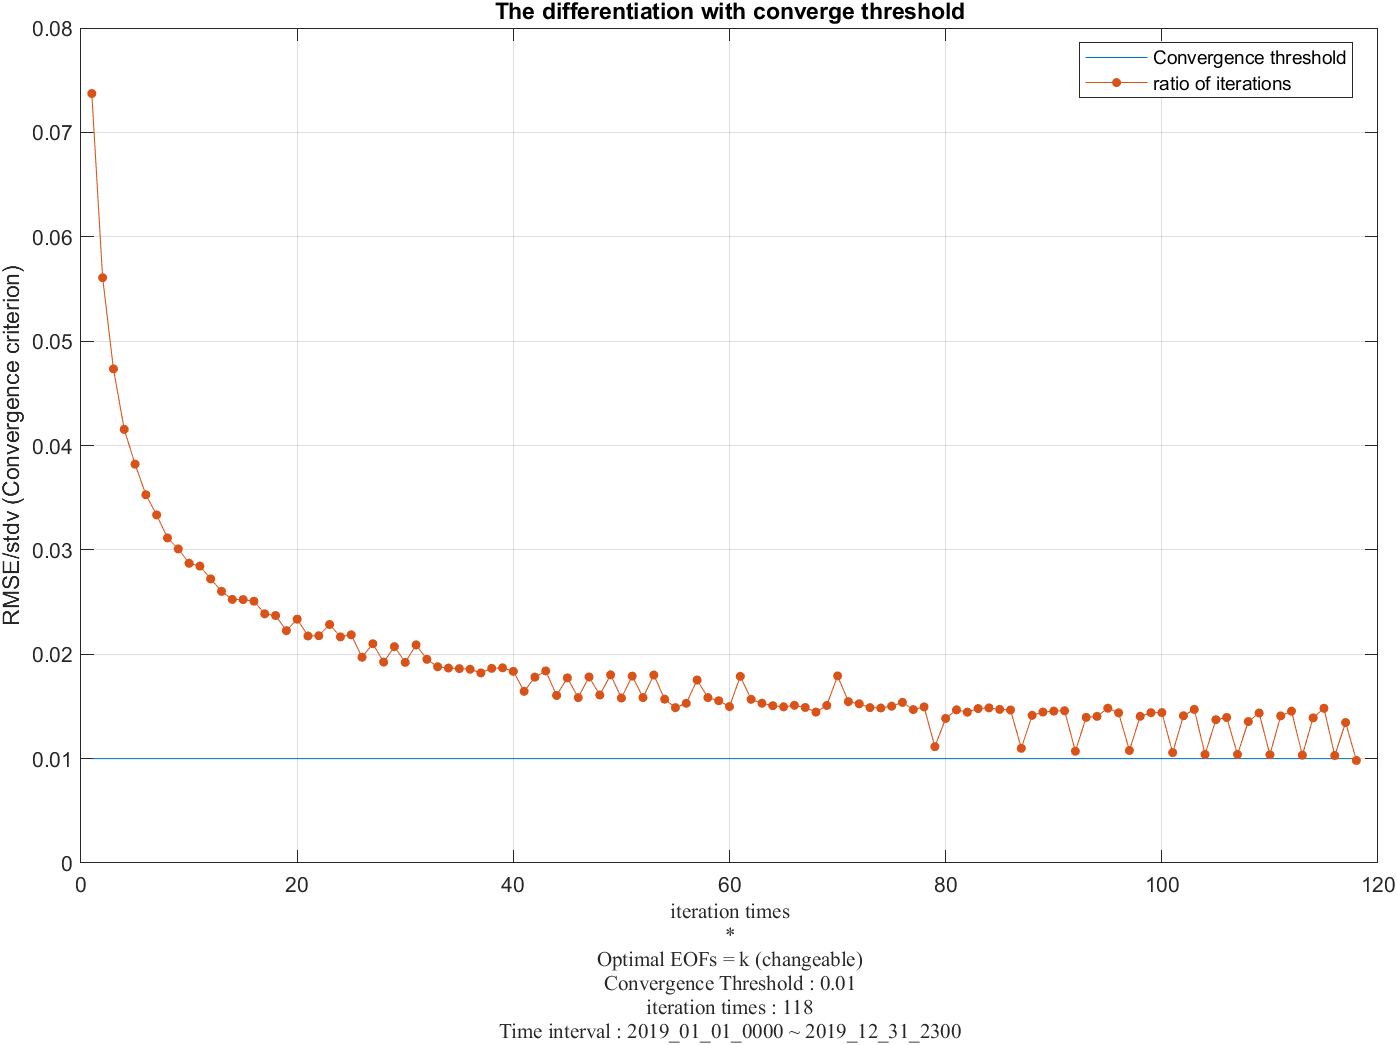 The differentiation with converge threshold
0.08
0.07
0.06
0.05
0.04
0.03
0.02
0.01
0
RMSE/stdv (Convergence criterion)
Convergence threshold
ratio of iterations
0 20 40 60 80 100 120
iteration times
*
Optimal EOFs = k (changeable)
Convergence Threshold : 0.01
iteration times : 118
Time interval : 2019_01_01_0000 ~ 2019_12_31_2300